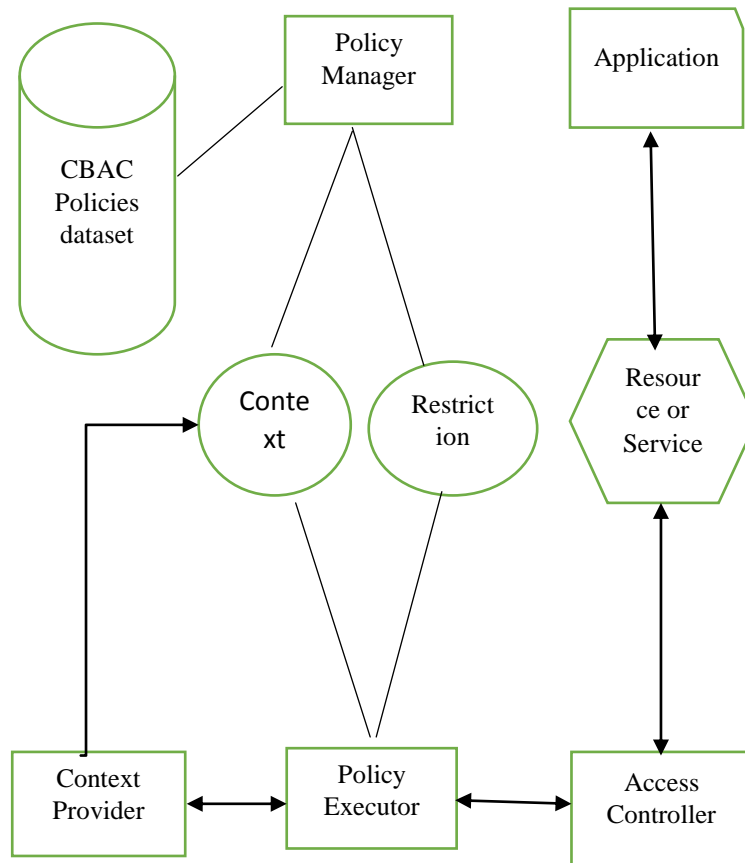 Policy
Manager
Application
CBAC
Policies
dataset
Conte
xt
Restrict
ion
Resour
ce or
Service
Context
Provider
Policy
Executor
Access
Controller